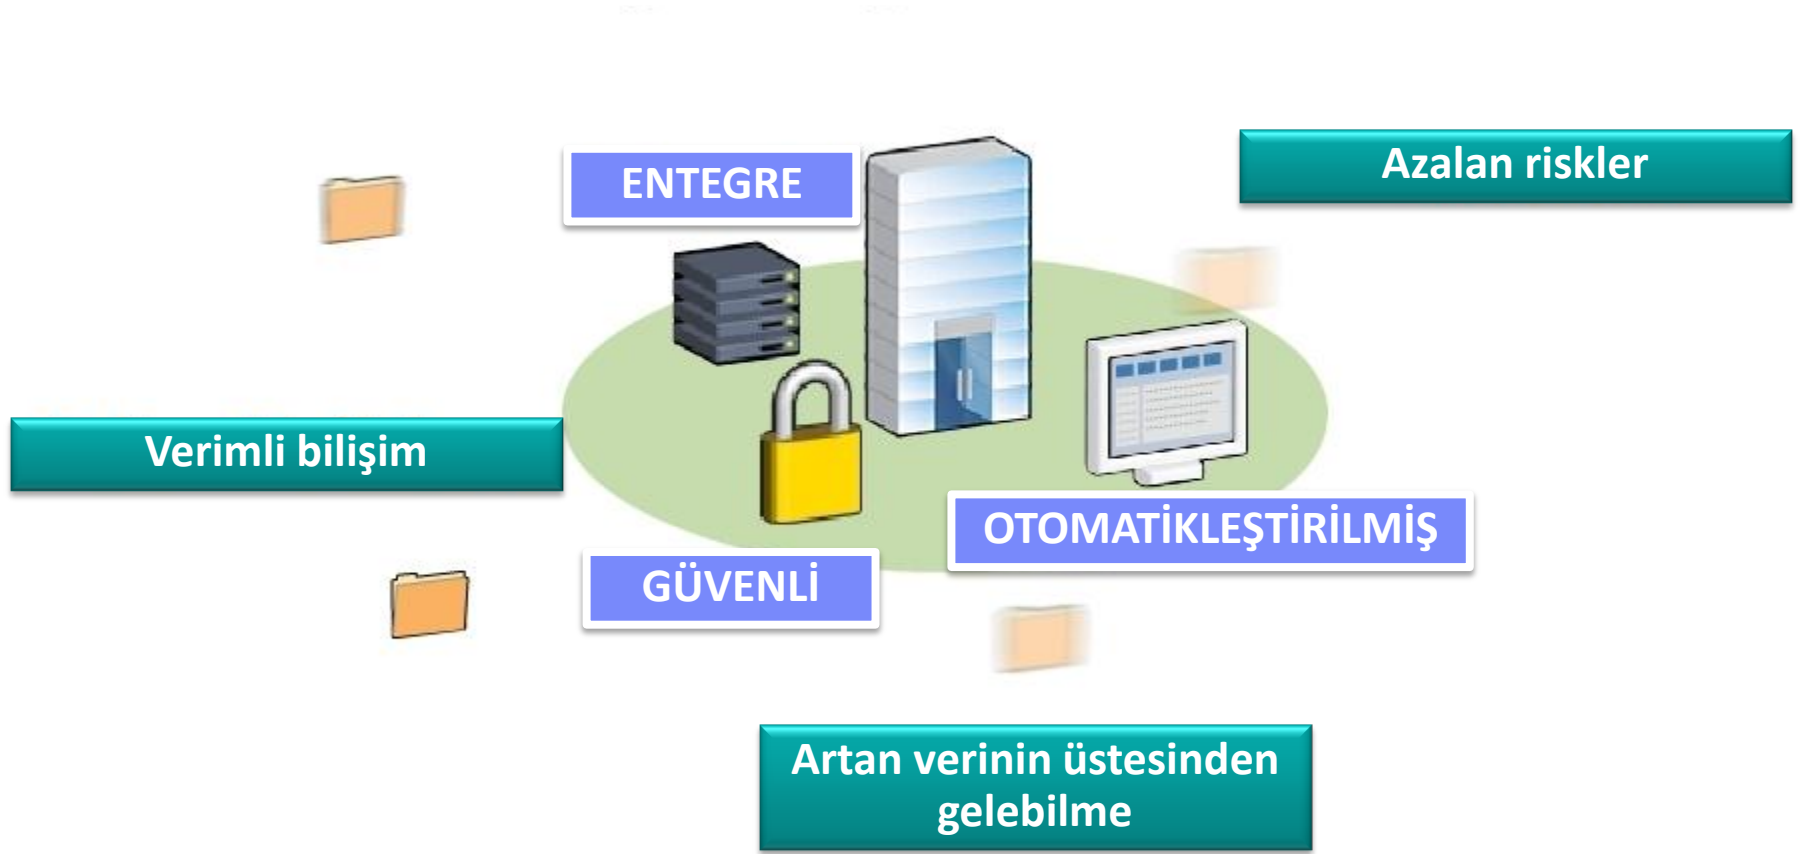 ENTEGRE
Azalan riskler
Verimli bilişim
OTOMATİKLEŞTİRİLMİŞ
GÜVENLİ
Artan verinin üstesinden
gelebilme